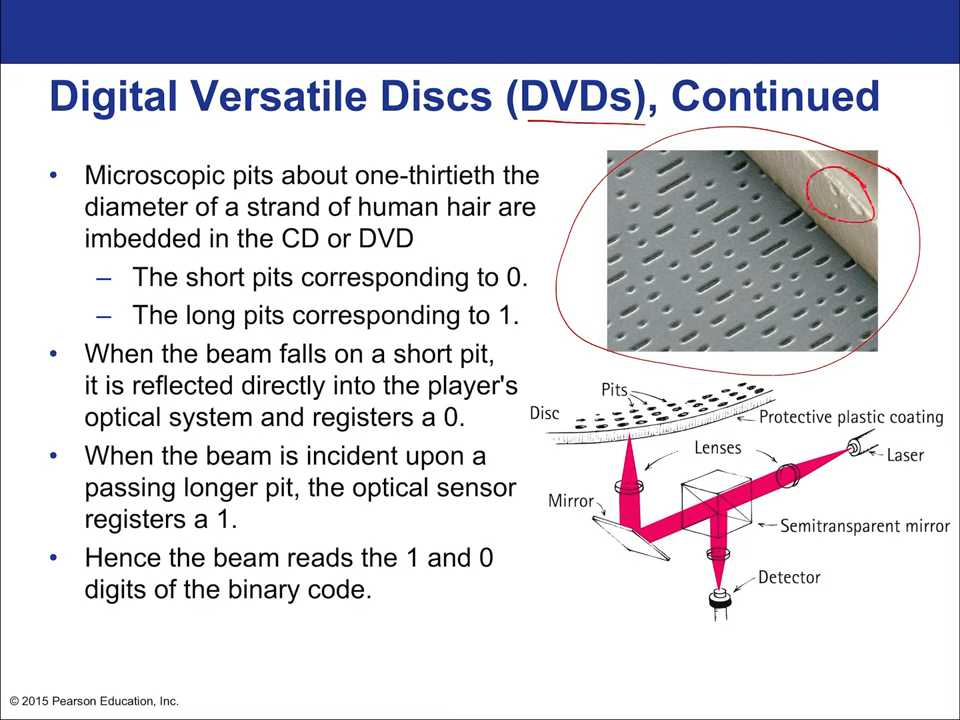 Digital Versatile Discs (DVDs), Continued
• Microscopic pits about one-thirtieth the
diameter of a strand of human hair are
imbedded in the CD or DVD
– The short pits corresponding to 0.
– The long pits corresponding to 1.
• When the beam falls on a short pit,
it is reflected directly into the player's
optical system and registers a 0.
• When the beam is incident upon a
passing longer pit, the optical sensor
registers a 1.
• Hence the beam reads the 1 and 0
digits of the binary code.
Pits
Disc
Protective plastic coating
Lenses
Laser
Mirror
Semitransparent mirror
Detector
© 2015 Pearson Education, Inc.